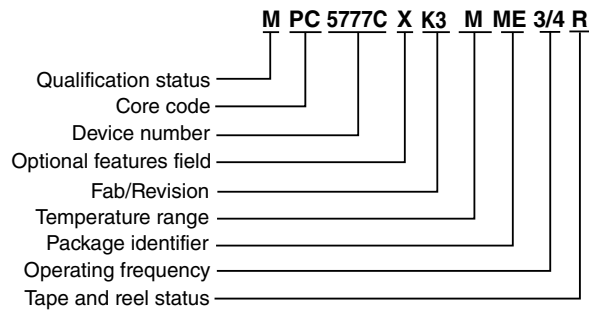 M PC 5777C X K3 M ME 3/4 R
Qualification status
Core code
Device number
Optional features field
Fab/Revision
Temperature range
Package identifier
Operating frequency
Tape and reel status